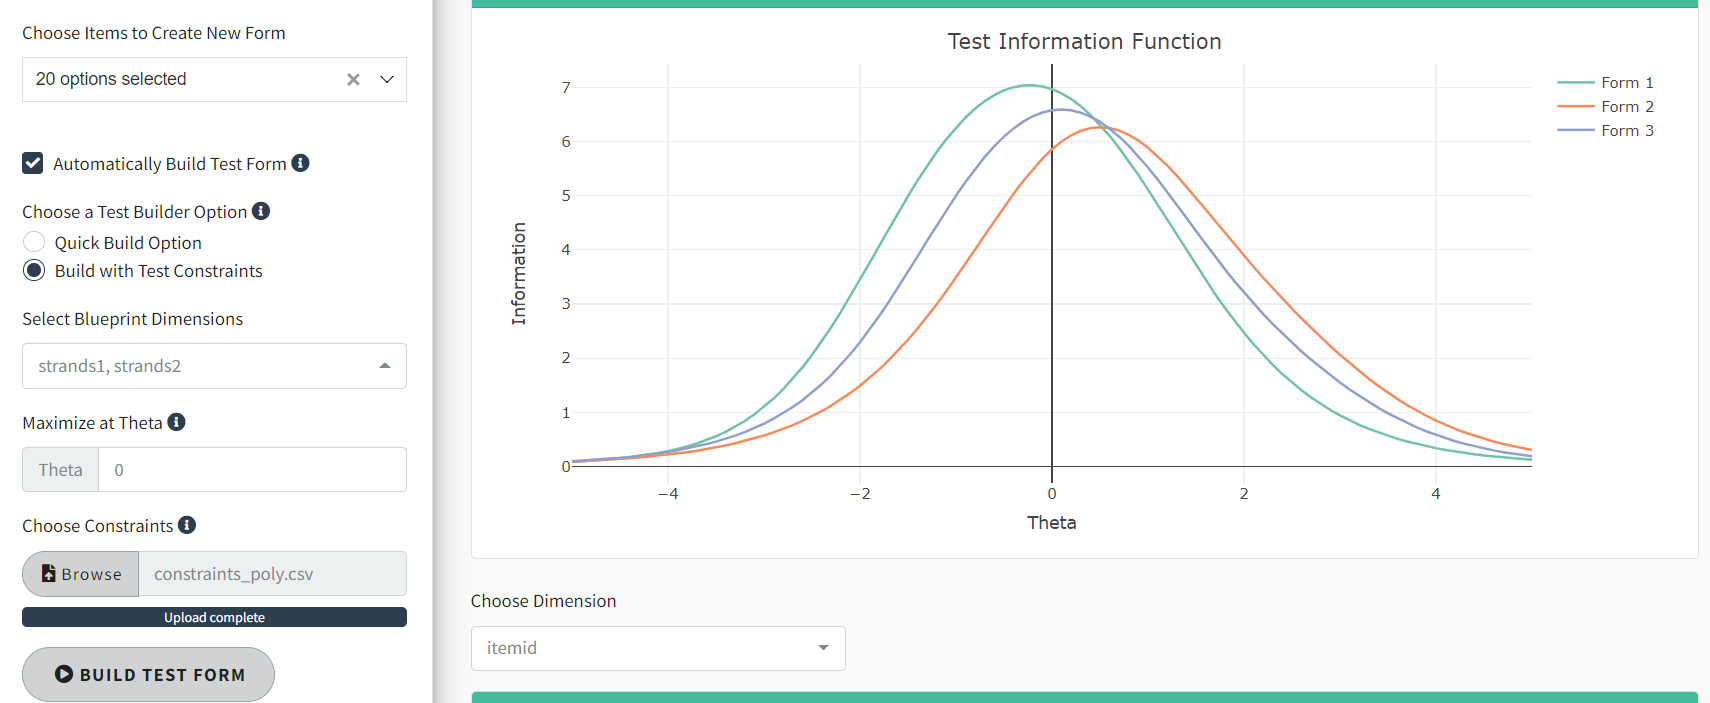 Choose Items to Create New Form
20 options selected
Automatically Build Test Form
Choose a Test Builder Option
Quick Build Option
Build with Test Constraints
Select Blueprint Dimensions
strands1, strands2
Maximize at Theta
Theta 0
Choose Constraints
Browse constraints_poly.csv
Upload complete
BUILD TEST FORM
Test Information Function
7
6
5
4
3
2
1
0
Information
−4 −2 0 2 4
Theta
Form 1
Form 2
Form 3
Choose Dimension
itemid